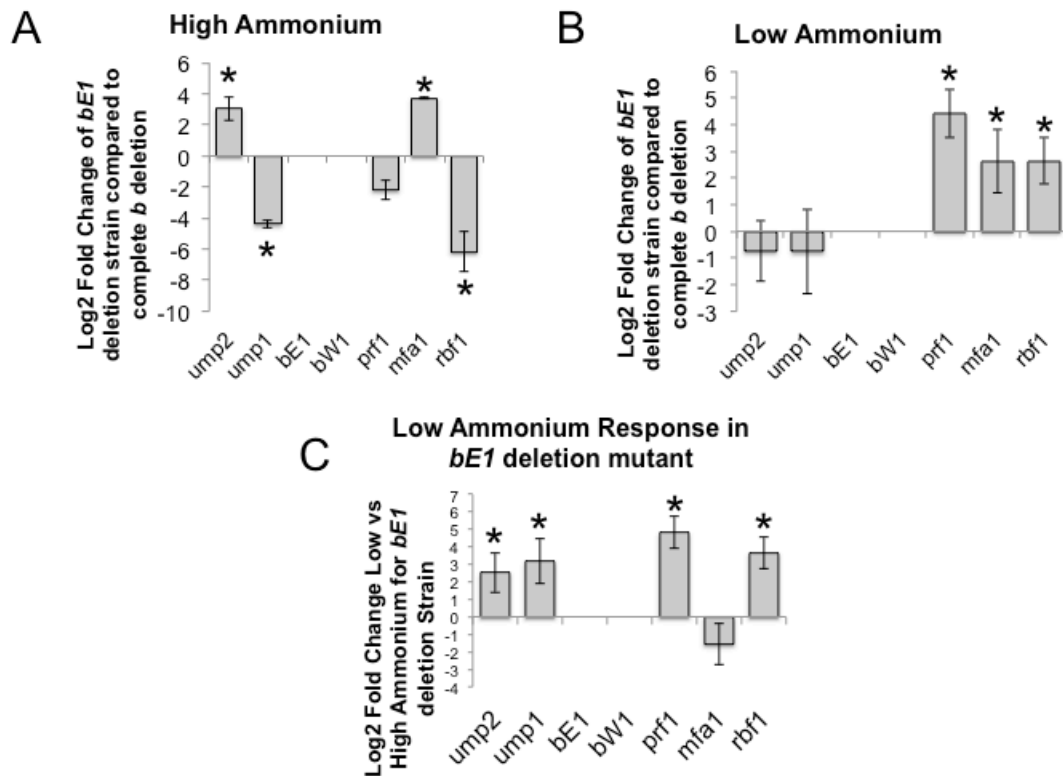 A
High Ammonium
Log2 Fold Change of bE1
deletion strain compared to
complete b deletion
6
4
2
0
-2
-4
-6
-8
-10
*
*
*
*
ump2
ump1
bE1
bW1
prf1
mfa1
rbf1
B
Low Ammonium
Log2 Fold Change of bE1
deletion strain compared to
complete b deletion
6
5
4
3
2
1
0
-1
-2
-3
*
*
*
ump2
ump1
bE1
bW1
prf1
mfa1
rbf1
C
Low Ammonium Response in
bE1 deletion mutant
Log2 Fold Change Low vs
High Ammonium for bE1
deletion Strain
7
6
5
4
3
2
1
0
-1
-2
-3
-4
*
*
*
*
ump2
ump1
bE1
bW1
prf1
mfa1
rbf1